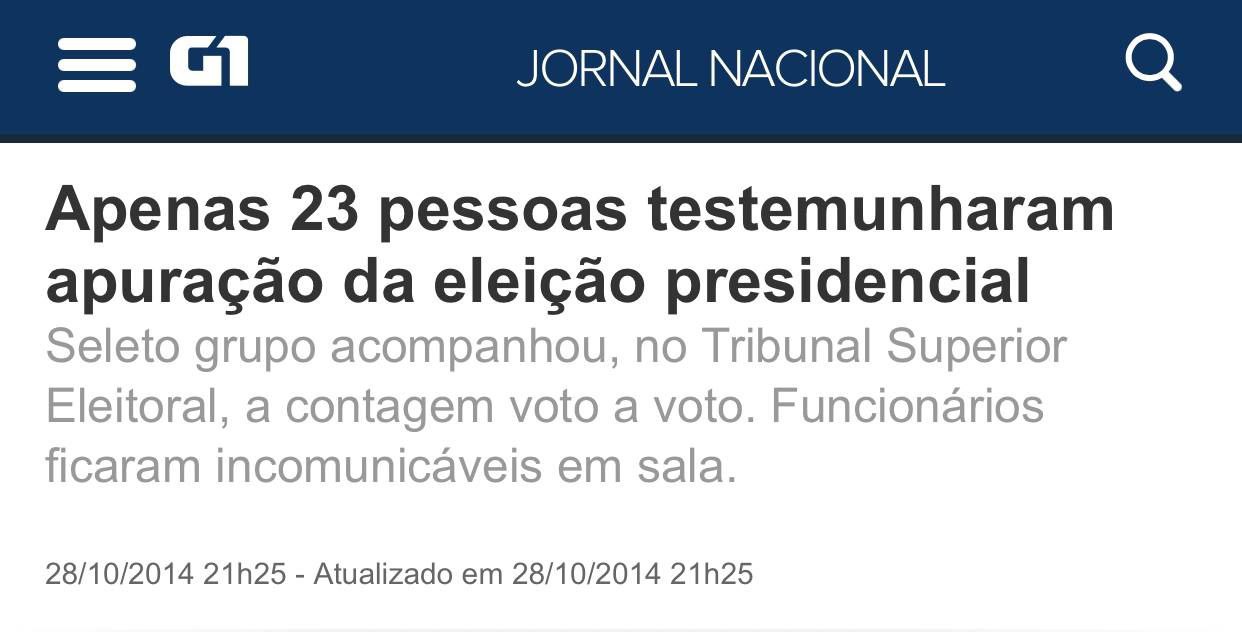 G1
JORNAL NACIONAL
Apenas 23 pessoas testemunharam
apuração da eleição presidencial
Seleto grupo acompanhou, no Tribunal Superior
Eleitoral, a contagem voto a voto. Funcionários
ficaram incomunicáveis em sala.
28/10/2014 21h25 - Atualizado em 28/10/2014 21h25